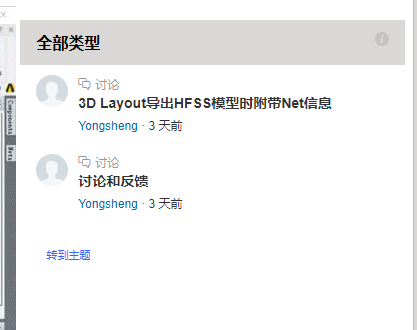 全部类型
讨论
3D Layout导出HFSS模型时附带Net信息
Yongsheng · 3 天前
讨论
讨论和反馈
Yongsheng · 3 天前
转到主题
Components
Nets